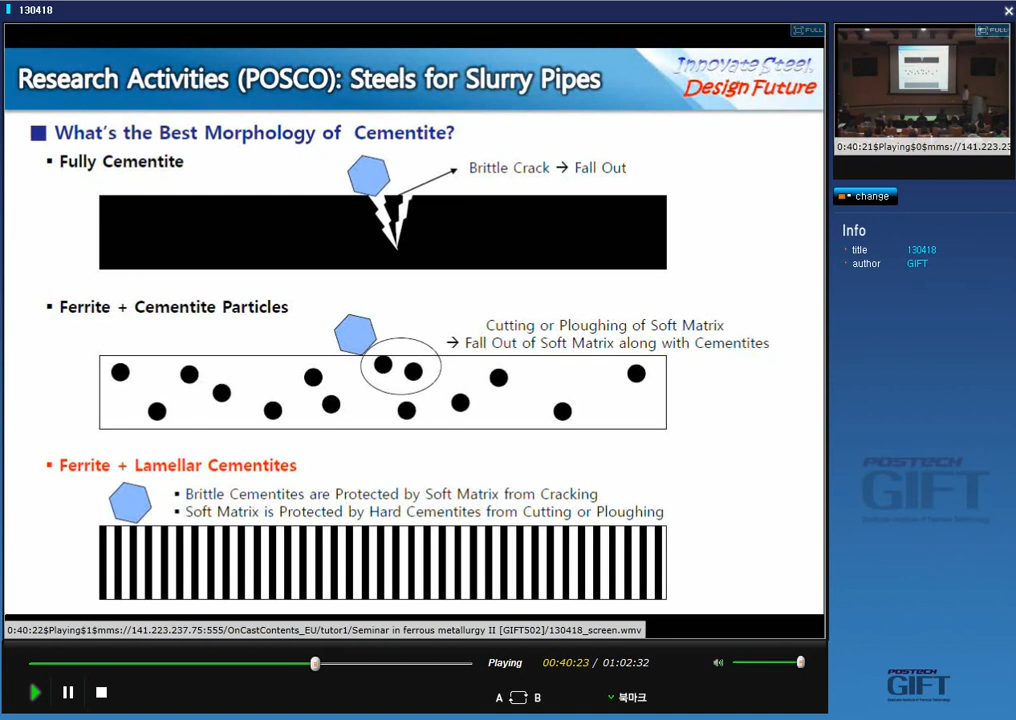 130418
FULL
Research Activities (POSCO): Steels for Slurry Pipes
Innovate Steel,
Design Future
What's the Best Morphology of Cementite?
Fully Cementite
Brittle Crack → Fall Out
Ferrite + Cementite Particles
Cutting or Ploughing of Soft Matrix
→ Fall Out of Soft Matrix along with Cementites
Ferrite + Lamellar Cementites
Brittle Cementites are Protected by Soft Matrix from Cracking
Soft Matrix is Protected by Hard Cementites from Cutting or Ploughing
0:40:22$Playing$1$mms://141.223.237.75:555/OnCastContents_EU/tutor1/Seminar in ferrous metallurgy II [GIFT502]/130418_screen.wmv
Playing
00:40:23 / 01:02:32
A B
북마크
FULL
0:40:21$Playing$0$mms://141.223.23
change
Info
title 130418
author GIFT
POSTECH
GIFT
POSTECH
GIFT